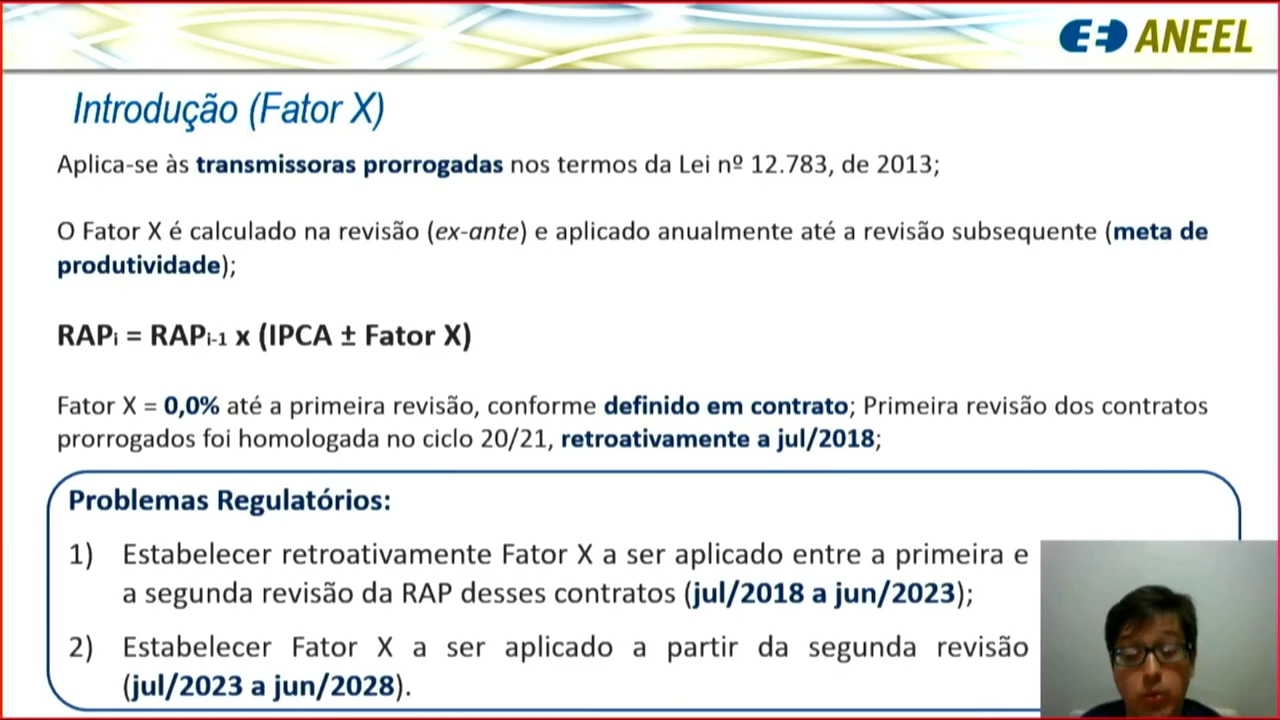 ANEEL
Introdução (Fator X)
Aplica-se às transmissoras prorrogadas nos termos da Lei nº 12.783, de 2013;
O Fator X é calculado na revisão (ex-ante) e aplicado anualmente até a revisão subsequente (meta de
produtividade);
RAPi = RAPi-1 x (IPCA ± Fator X)
Fator X = 0,0% até a primeira revisão, conforme definido em contrato; Primeira revisão dos contratos
prorrogados foi homologada no ciclo 20/21, retroativamente a jul/2018;
Problemas Regulatórios:
1) Estabelecer retroativamente Fator X a ser aplicado entre a primeira e
a segunda revisão da RAP desses contratos (jul/2018 a jun/2023);
2) Estabelecer Fator X a ser aplicado a partir da segunda revisão
(jul/2023 a jun/2028).